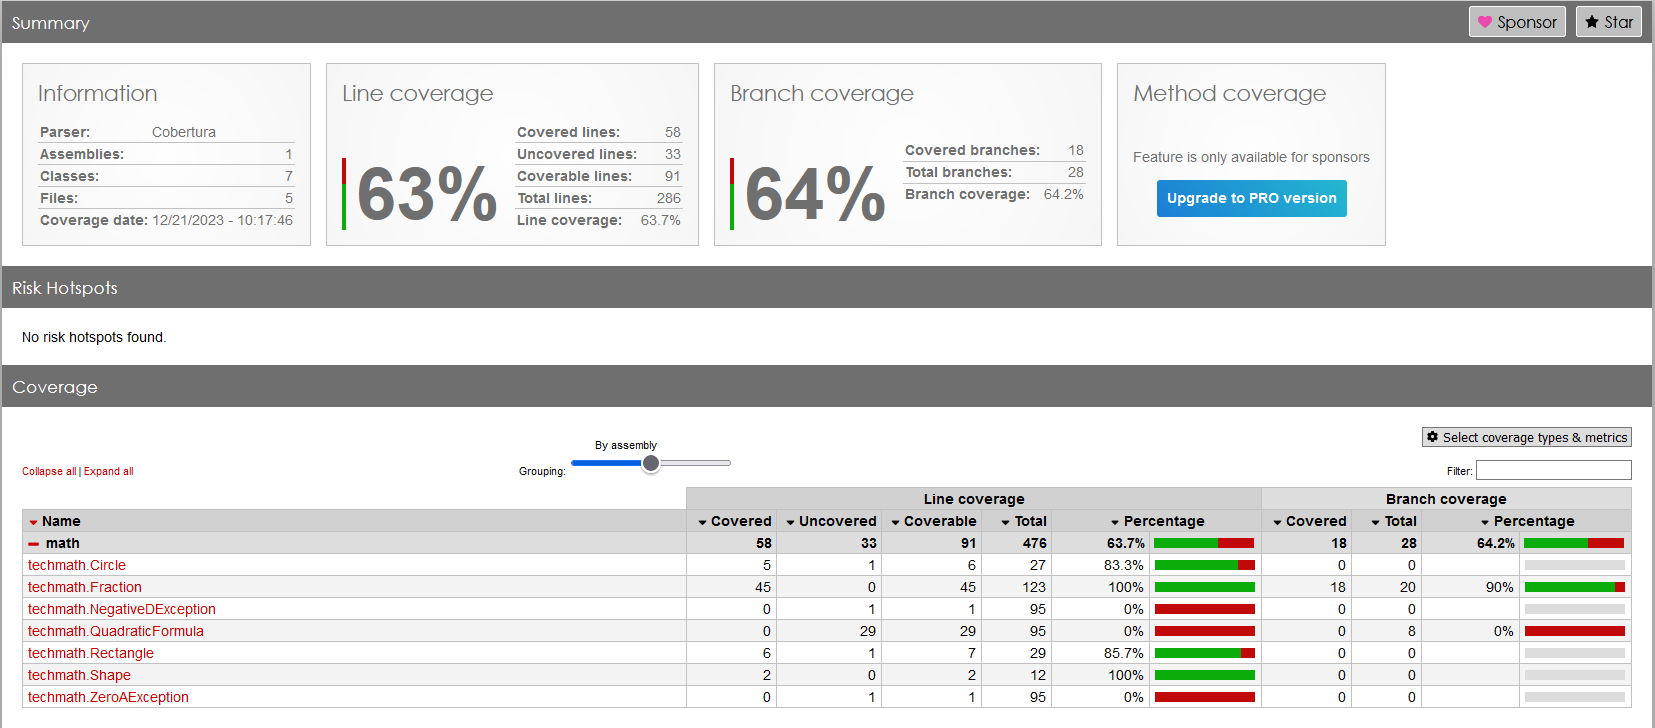 Summary Sponsor Star
Information
Parser: Cobertura
Assemblies: 1
Classes: 7
Files: 5
Coverage date: 12/21/2023 - 10:17:46
Line coverage
63%
Covered lines: 58
Uncovered lines: 33
Coverable lines: 91
Total lines: 286
Line coverage: 63.7%
Branch coverage
64%
Covered branches: 18
Total branches: 28
Branch coverage: 64.2%
Method coverage
Feature is only available for sponsors
Upgrade to PRO version
Risk Hotspots
No risk hotspots found.
Coverage
Select coverage types & metrics
By assembly
Collapse all | Expand all Grouping: Filter:
Line coverage Branch coverage
Name Covered Uncovered Coverable Total Percentage Covered Total Percentage
math 58 33 91 476 63.7% 18 28 64.2%
techmath.Circle 5 1 6 27 83.3% 0 0
techmath.Fraction 45 0 45 123 100% 18 20 90%
techmath.NegativeDException 0 1 1 95 0% 0 0
techmath.QuadraticFormula 0 29 29 95 0% 0 8 0%
techmath.Rectangle 6 1 7 29 85.7% 0 0
techmath.Shape 2 0 2 12 100% 0 0
techmath.ZeroAException 0 1 1 95 0% 0 0